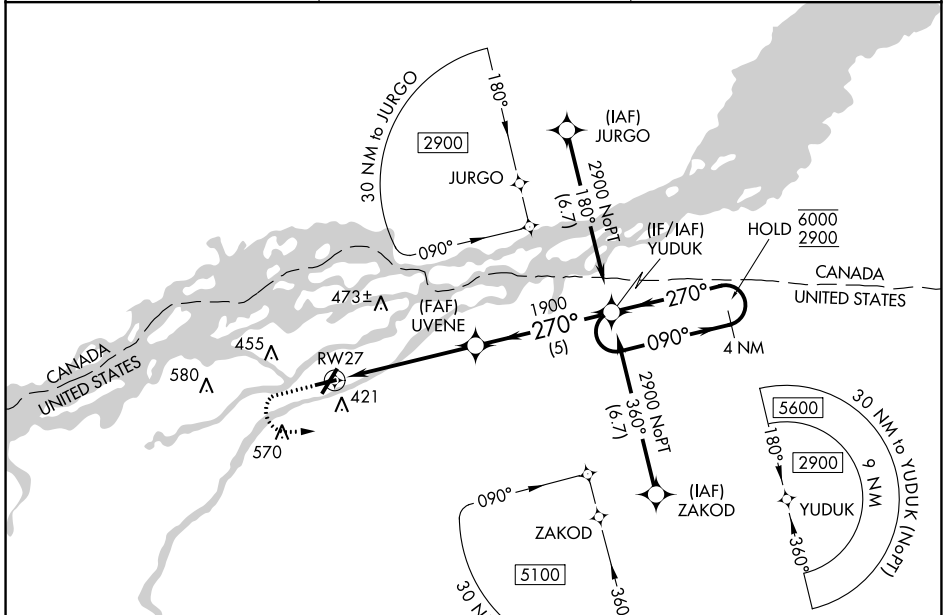 30 NM to JURGO
180°
2900
JURGO
090°
(IAF)
JURGO
2900 NoPT
180°
(6.7)
(IF/IAF)
YUDUK
HOLD 6000
2900
CANADA
UNITED STATES
270°
090°
4 NM
473±
(FAF)
UVENE
1900
270°
(5)
CANADA
UNITED STATES
455
580
RW27
421
570
2900 NoPT
360°
(6.7)
(IAF)
ZAKOD
090°
ZAKOD
5100
360
30 N
5600
180°
2900
YUDUK
360°
9 NM
30 NM to YUDUK (NoPT)